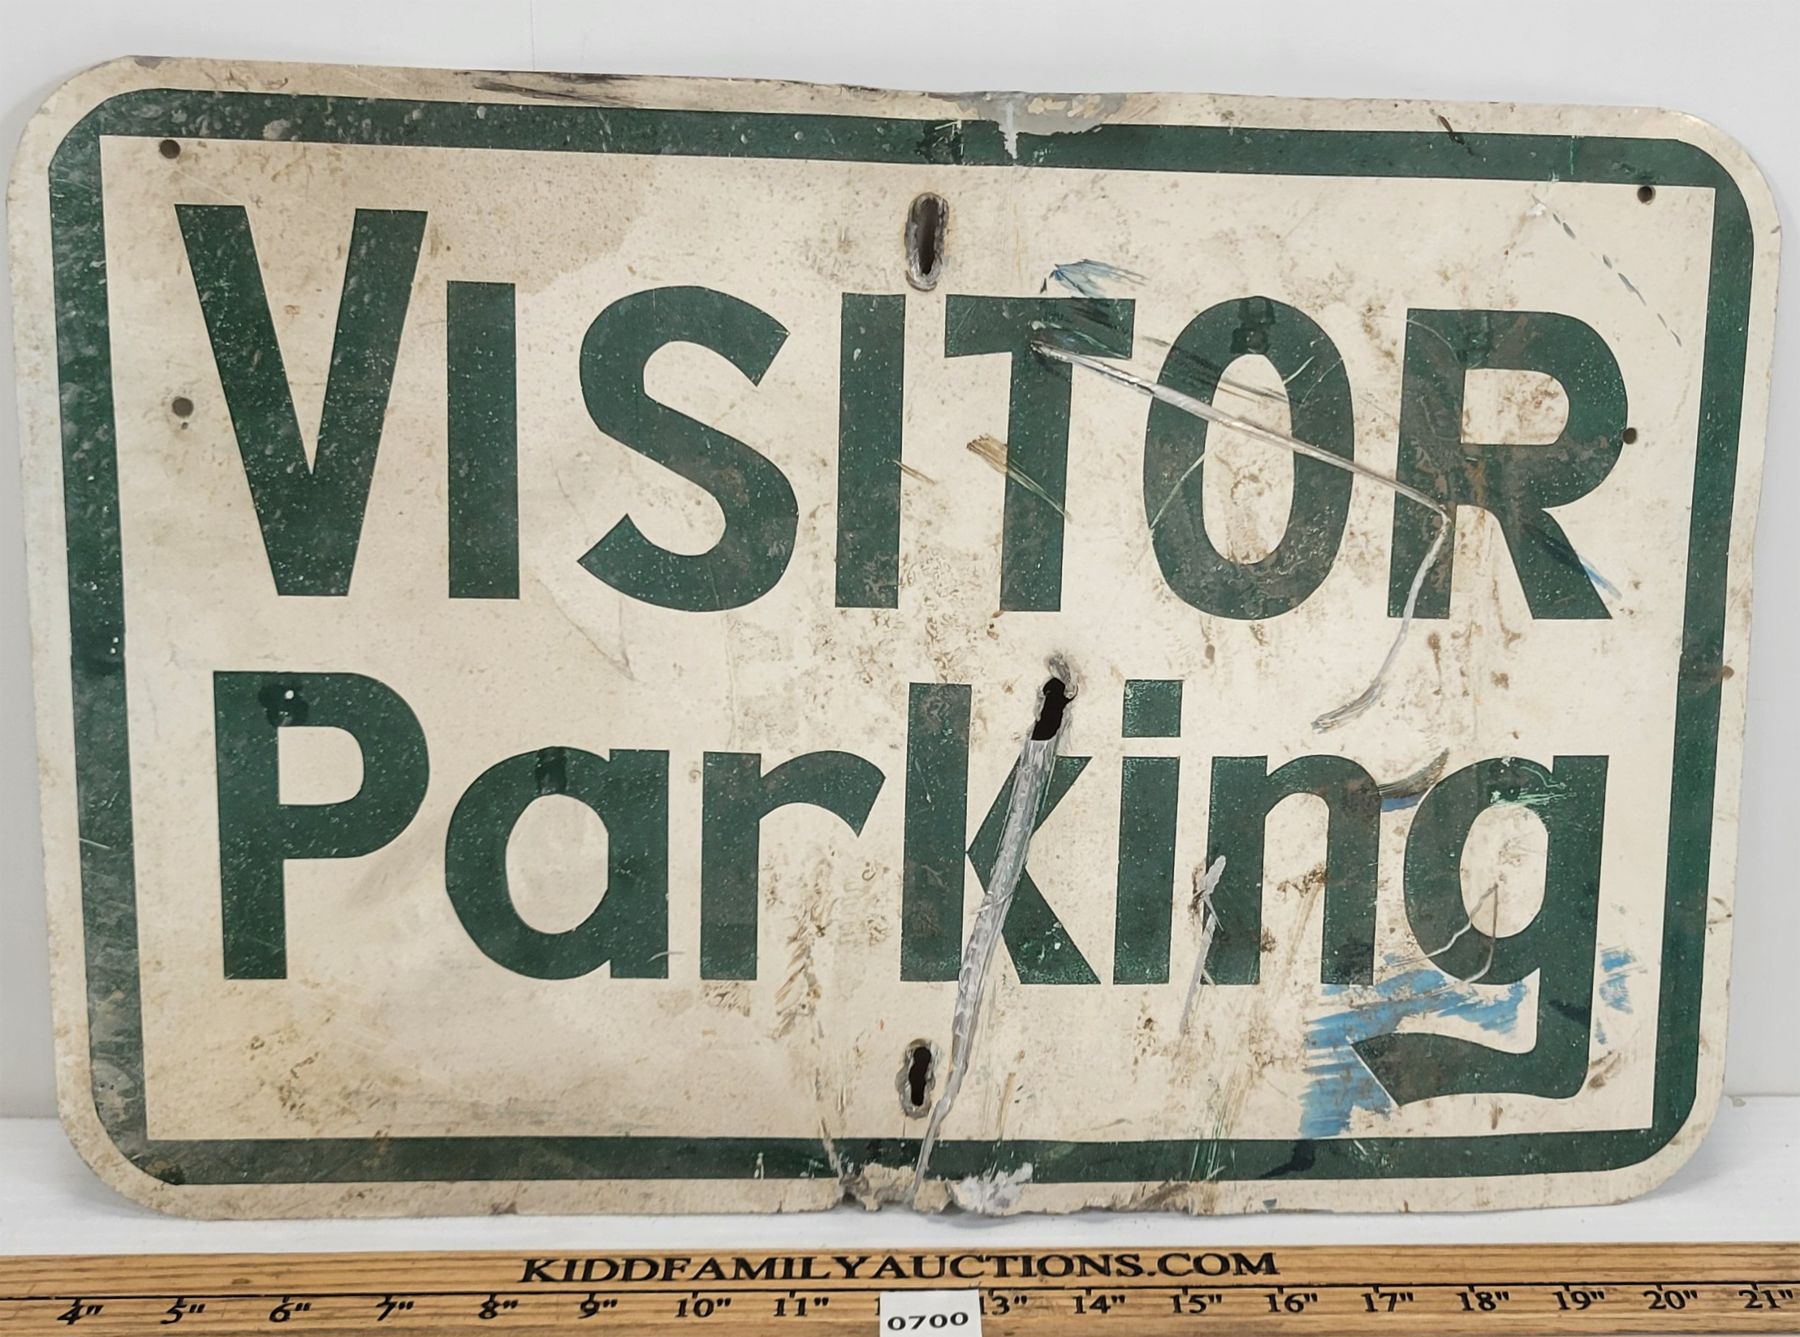 VISITOR
Parking
KIDDFAMILYAUCTIONS.COM
4" 5" 6" 7" 8" 9" 10" 11" 13" 14" 15" 16" 17" 18" 19" 20" 21"
0700